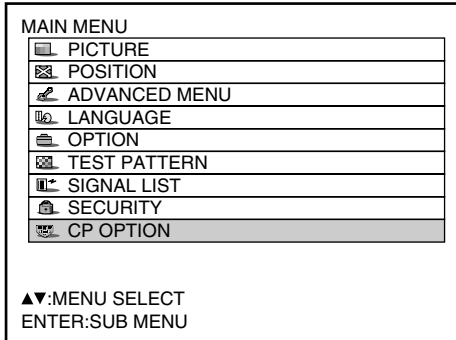 MAIN MENU
PICTURE
POSITION
ADVANCED MENU
LANGUAGE
OPTION
TEST PATTERN
SIGNAL LIST
SECURITY
CP OPTION
▲▼:MENU SELECT
ENTER:SUB MENU